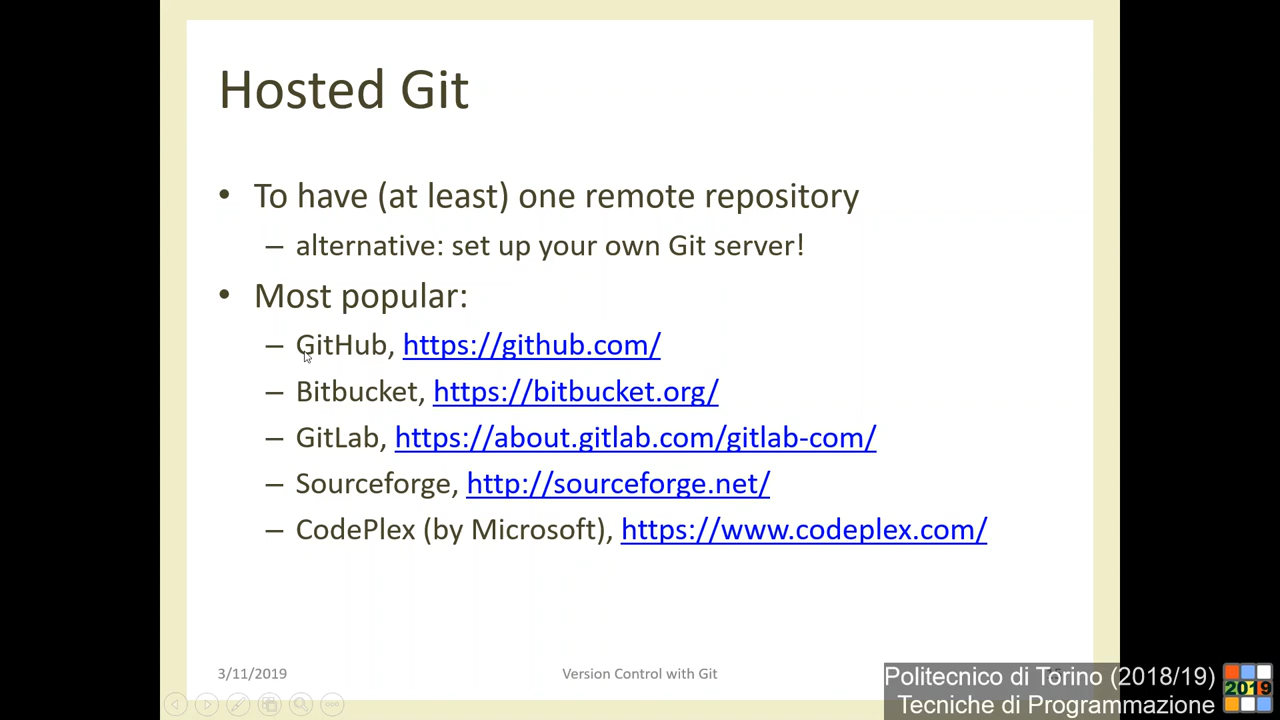 Hosted Git
• To have (at least) one remote repository
– alternative: set up your own Git server!
• Most popular:
– GitHub, https://github.com/
– Bitbucket, https://bitbucket.org/
– GitLab, https://about.gitlab.com/gitlab-com/
– Sourceforge, http://sourceforge.net/
– CodePlex (by Microsoft), https://www.codeplex.com/
3/11/2019
Version Control with Git
Politecnico di Torino (2018/19)
Tecniche di Programmazione
2019